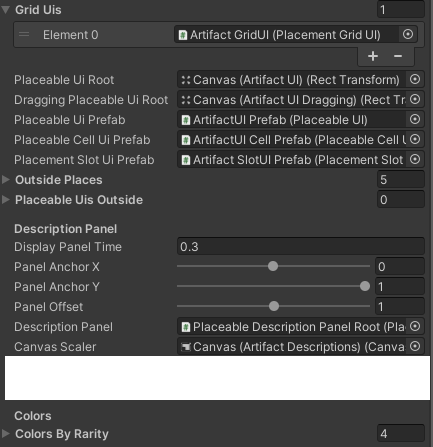 Grid Uis 1
Element 0 Artifact GridUI (Placement Grid UI)
+ −
Placeable Ui Root Canvas (Artifact UI) (Rect Transform)
Dragging Placeable Ui Root Canvas (Artifact UI Dragging) (Rect Tr
Placeable Ui Prefab ArtifactUI Prefab (Placeable UI)
Placeable Cell Ui Prefab ArtifactUI Cell Prefab (Placeable Cell U
Placement Slot Ui Prefab Artifact SlotUI Prefab (Placement Slot
Outside Places 5
Placeable Uis Outside 0
Description Panel
Display Panel Time 0.3
Panel Anchor X 0
Panel Anchor Y 1
Panel Offset 1
Description Panel Placeable Description Panel Root (Pla
Canvas Scaler Canvas (Artifact Descriptions) (Canva
Colors
Colors By Rarity 4